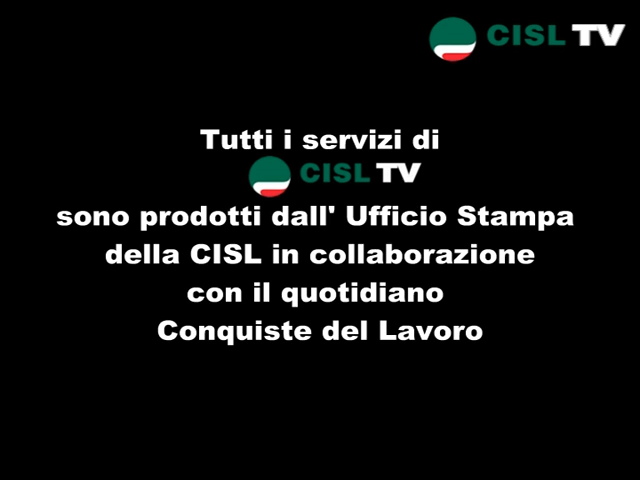 CISL TV
Tutti i servizi di
CISL TV
sono prodotti dall' Ufficio Stampa
della CISL in collaborazione
con il quotidiano
Conquiste del Lavoro